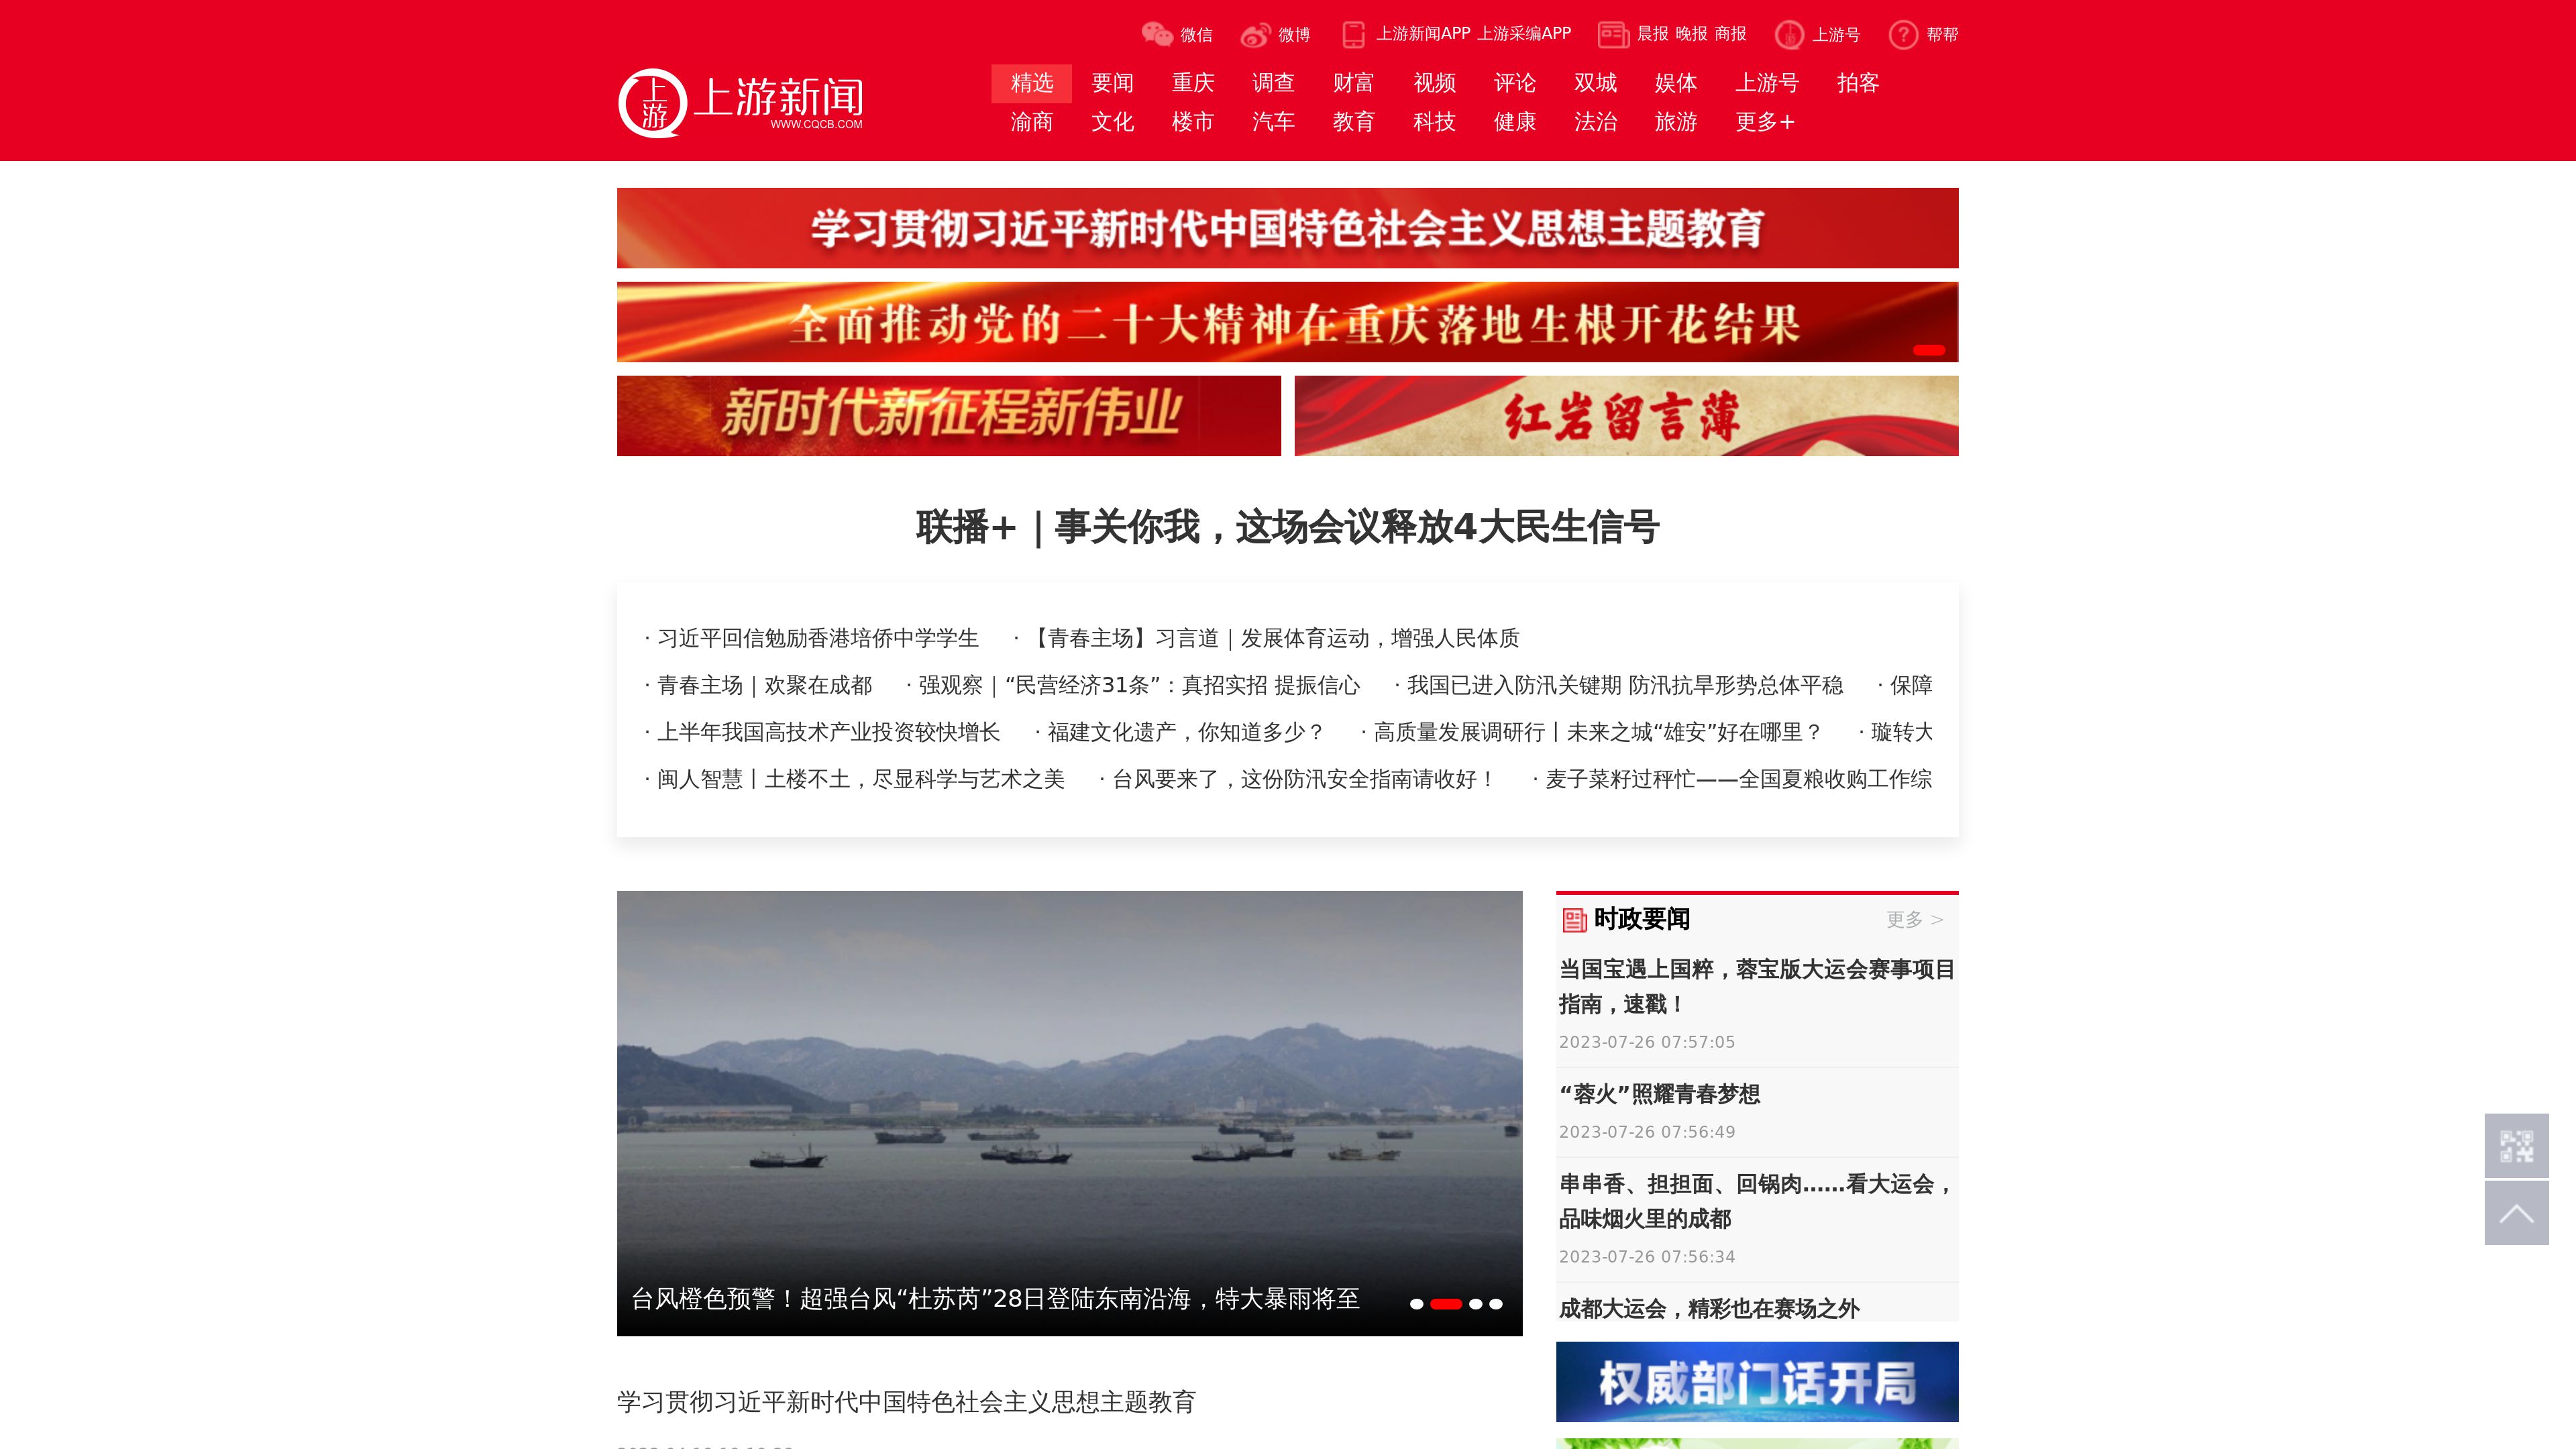 微信 微博 上游新闻APP 上游采编APP 晨报 晚报 商报 上游号 帮帮
上游
上游新闻
WWW.CQCB.COM
精选 要闻 重庆 调查 财富 视频 评论 双城 娱体 上游号 拍客
渝商 文化 楼市 汽车 教育 科技 健康 法治 旅游 更多+
学习贯彻习近平新时代中国特色社会主义思想主题教育
全面推动党的二十大精神在重庆落地生根开花结果
新时代新征程新伟业
红岩留言薄
联播+｜事关你我，这场会议释放4大民生信号
· 习近平回信勉励香港培侨中学学生 · 【青春主场】习言道｜发展体育运动，增强人民体质
· 青春主场｜欢聚在成都 · 强观察｜“民营经济31条”：真招实招 提振信心 · 我国已进入防汛关键期 防汛抗旱形势总体平稳 · 保障
· 上半年我国高技术产业投资较快增长 · 福建文化遗产，你知道多少？ · 高质量发展调研行丨未来之城“雄安”好在哪里？ · 璇转大
· 闽人智慧丨土楼不土，尽显科学与艺术之美 · 台风要来了，这份防汛安全指南请收好！ · 麦子菜籽过秤忙——全国夏粮收购工作综
台风橙色预警！超强台风“杜苏芮”28日登陆东南沿海，特大暴雨将至
学习贯彻习近平新时代中国特色社会主义思想主题教育
时政要闻 更多 >
当国宝遇上国粹，蓉宝版大运会赛事项目
指南，速戳！
2023-07-26 07:57:05
“蓉火”照耀青春梦想
2023-07-26 07:56:49
串串香、担担面、回锅肉……看大运会，
品味烟火里的成都
2023-07-26 07:56:34
成都大运会，精彩也在赛场之外
权威部门话开局